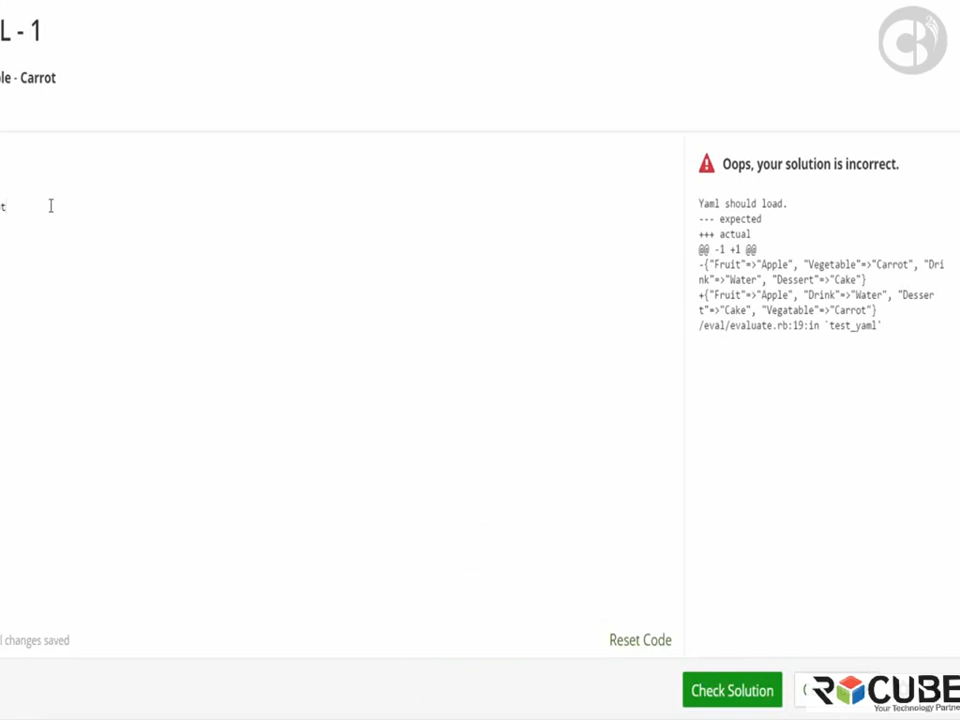 L - 1
le - Carrot
t
Oops, your solution is incorrect.
Yaml should load.
--- expected
+++ actual
@@ -1 +1 @@
-{"Fruit"=>"Apple", "Vegetable"=>"Carrot", "Dri
nk"=>"Water", "Dessert"=>"Cake"}
+{"Fruit"=>"Apple", "Drink"=>"Water", "Desser
t"=>"Cake", "Vegatable"=>"Carrot"}
/eval/evaluate.rb:19:in `test_yaml'
l changes saved
Reset Code
Check Solution
RCUBE
Your Technology Partne